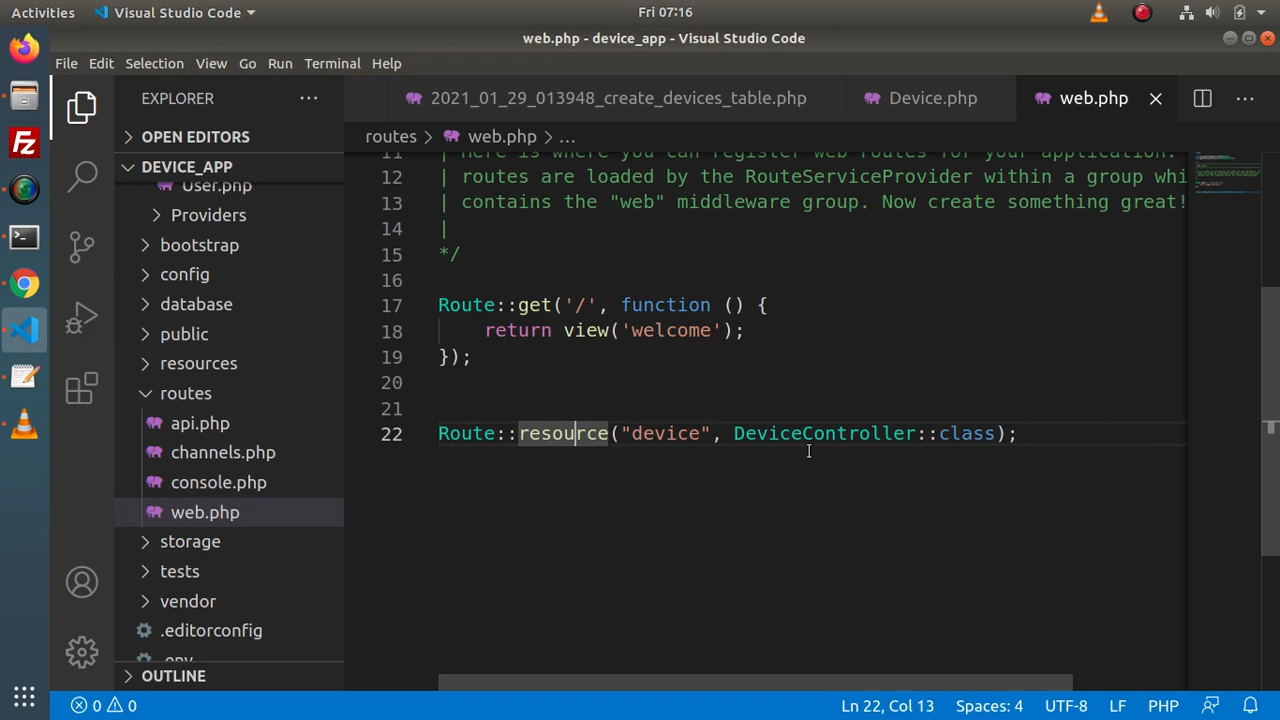 Activities
Visual Studio Code
Fri 07:16
web.php - device_app - Visual Studio Code
File Edit Selection View Go Run Terminal Help
EXPLORER
2021_01_29_013948_create_devices_table.php
Device.php
web.php
OPEN EDITORS
DEVICE_APP
User.php
Providers
bootstrap
config
database
public
resources
routes
api.php
channels.php
console.php
web.php
storage
tests
vendor
.editorconfig
.env
OUTLINE
routes > web.php > ...
11 | Here is where you can register web routes for your application.
12 | routes are loaded by the RouteServiceProvider within a group whi
13 | contains the "web" middleware group. Now create something great!
14 |
15 */
16
17 Route::get('/', function () {
18 return view('welcome');
19 });
20
21
22 Route::resource("device", DeviceController::class);
0 0
Ln 22, Col 13
Spaces: 4
UTF-8
LF
PHP